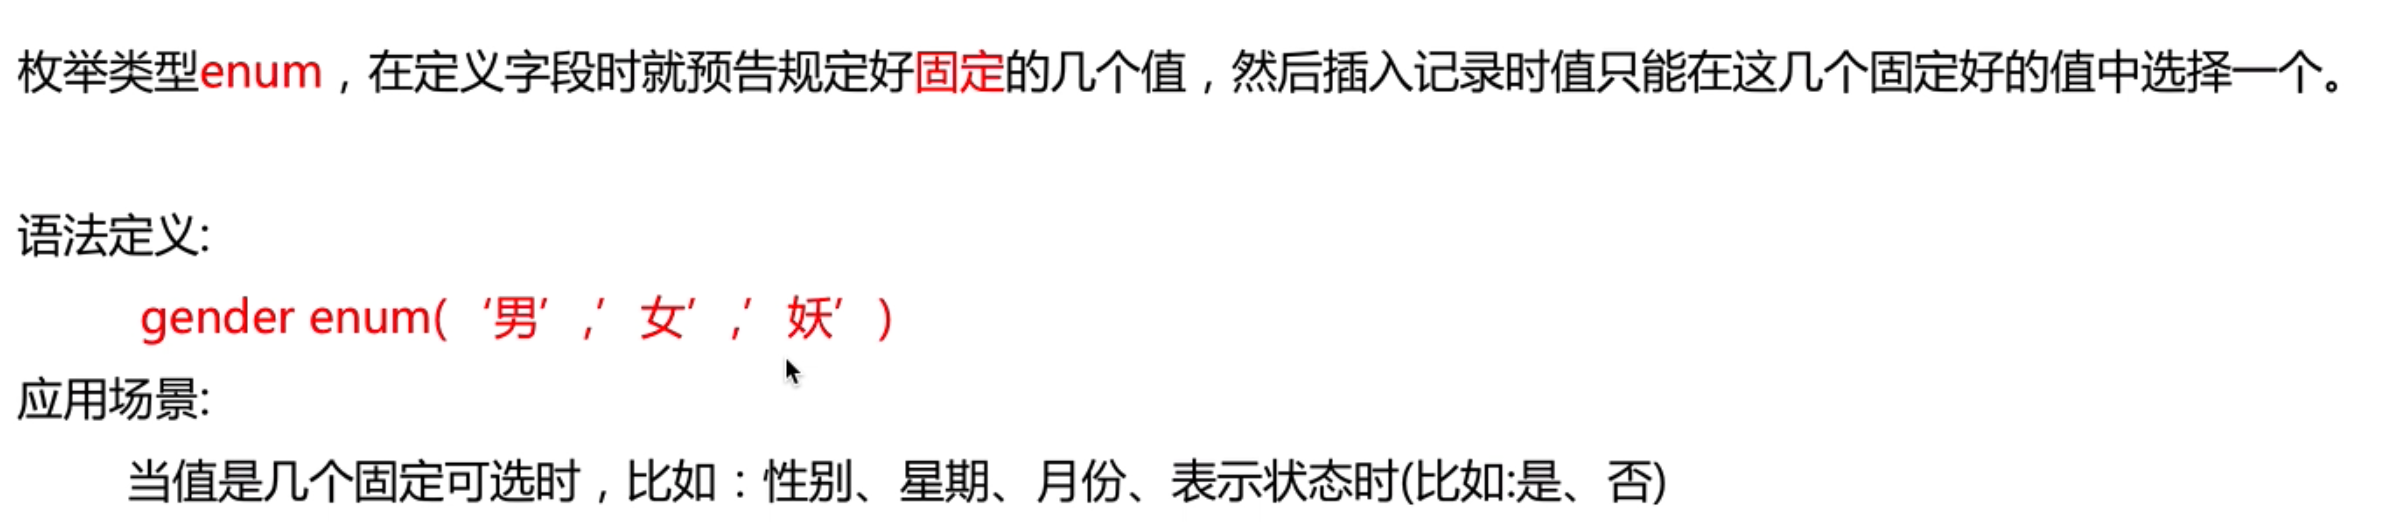 枚举类型enum，在定义字段时就预告规定好固定的几个值，然后插入记录时值只能在这几个固定好的值中选择一个。
语法定义:
gender enum(‘男’,’女’,’妖’)
应用场景:
当值是几个固定可选时，比如：性别、星期、月份、表示状态时(比如:是、否)